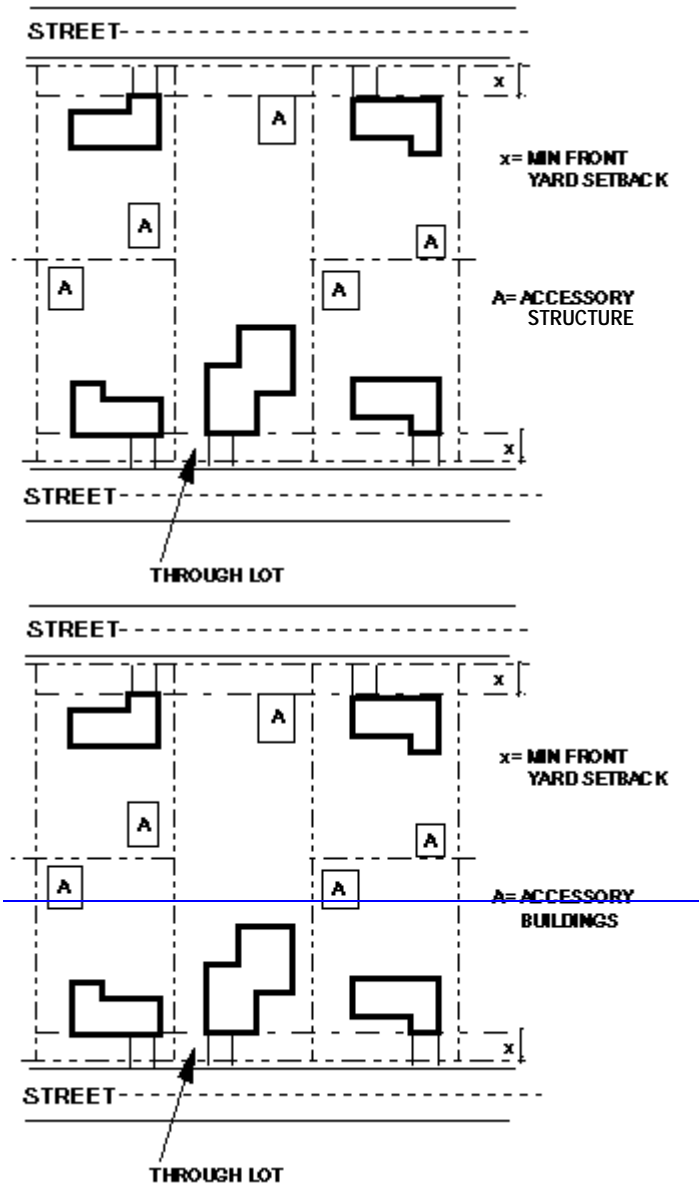 STREET
x
A
x= MIN FRONT
YARD SETBACK
A
A
A
A
A= ACCESSORY
STRUCTURE
x
STREET
THROUGH LOT
STREET
x
A
x= MIN FRONT
YARD SETBACK
A
A
A
A
A= ACCESSORY
BUILDINGS
x
STREET
THROUGH LOT